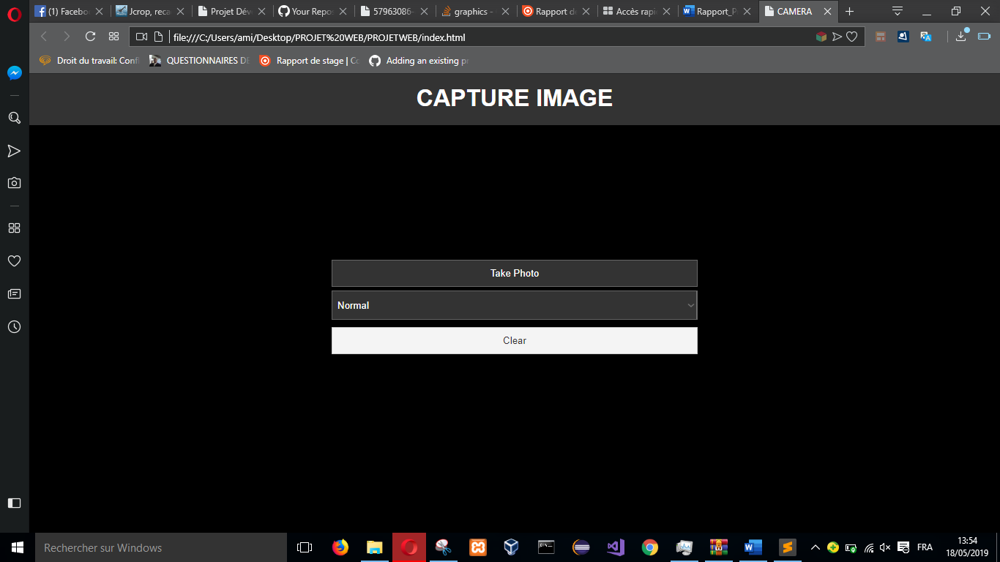 (1) Facebo
Jcrop, reca
Projet Dév
Your Repo
57963086-
graphics -
Rapport d
Accès rapi
Rapport_P
CAMERA
file:///C:/Users/ami/Desktop/PROJET%20WEB/PROJETWEB/index.html
Droit du travail: Confl
QUESTIONNAIRES DE
Rapport de stage | Co
Adding an existing pr
CAPTURE IMAGE
Take Photo
Normal
Clear
Rechercher sur Windows
FRA
13:54
18/05/2019